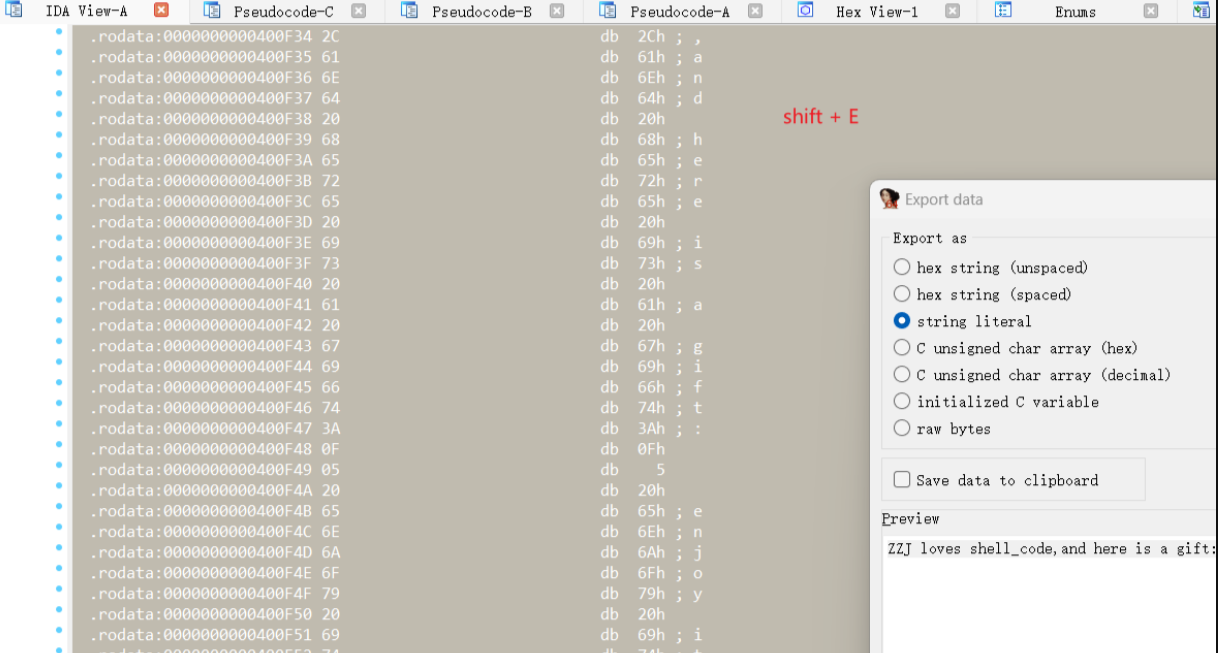 IDA View-A Pseudocode-C Pseudocode-B Pseudocode-A Hex View-1 Enums
.rodata:0000000000400F34 2C db 2Ch ; ,
.rodata:0000000000400F35 61 db 61h ; a
.rodata:0000000000400F36 6E db 6Eh ; n
.rodata:0000000000400F37 64 db 64h ; d
.rodata:0000000000400F38 20 db 20h
shift + E
.rodata:0000000000400F39 68 db 68h ; h
.rodata:0000000000400F3A 65 db 65h ; e
.rodata:0000000000400F3B 72 db 72h ; r
.rodata:0000000000400F3C 65 db 65h ; e
.rodata:0000000000400F3D 20 db 20h
.rodata:0000000000400F3E 69 db 69h ; i
.rodata:0000000000400F3F 73 db 73h ; s
.rodata:0000000000400F40 20 db 20h
.rodata:0000000000400F41 61 db 61h ; a
.rodata:0000000000400F42 20 db 20h
.rodata:0000000000400F43 67 db 67h ; g
.rodata:0000000000400F44 69 db 69h ; i
.rodata:0000000000400F45 66 db 66h ; f
.rodata:0000000000400F46 74 db 74h ; t
.rodata:0000000000400F47 3A db 3Ah ; :
.rodata:0000000000400F48 0F db 0Fh
.rodata:0000000000400F49 05 db 5
.rodata:0000000000400F4A 20 db 20h
.rodata:0000000000400F4B 65 db 65h ; e
.rodata:0000000000400F4C 6E db 6Eh ; n
.rodata:0000000000400F4D 6A db 6Ah ; j
.rodata:0000000000400F4E 6F db 6Fh ; o
.rodata:0000000000400F4F 79 db 79h ; y
.rodata:0000000000400F50 20 db 20h
.rodata:0000000000400F51 69 db 69h ; i
Export data
Export as
hex string (unspaced)
hex string (spaced)
string literal
C unsigned char array (hex)
C unsigned char array (decimal)
initialized C variable
raw bytes
Save data to clipboard
Preview
ZZJ loves shell_code,and here is a gift: